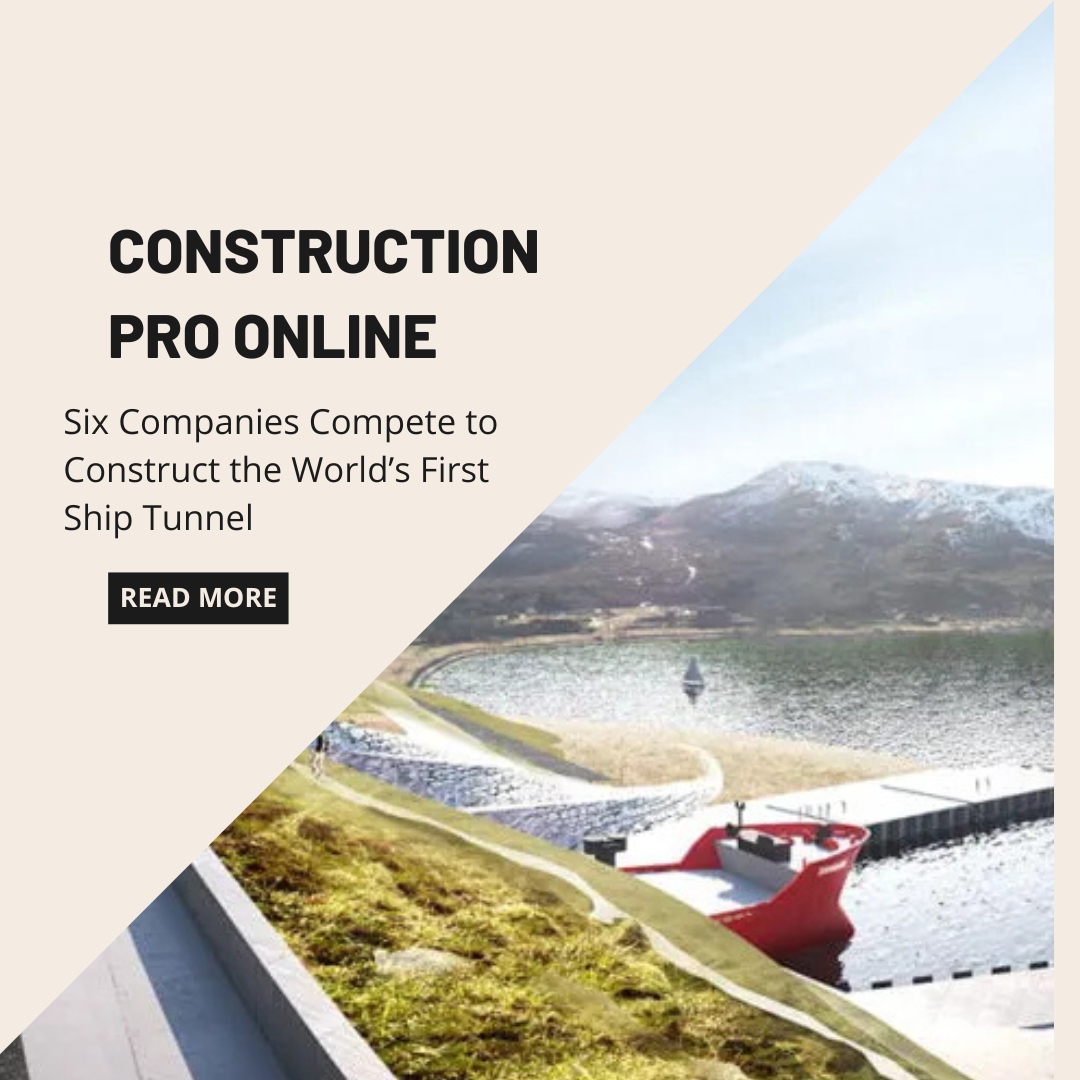 CONSTRUCTION
PRO ONLINE
Six Companies Compete to
Construct the World’s First
Ship Tunnel
READ MORE